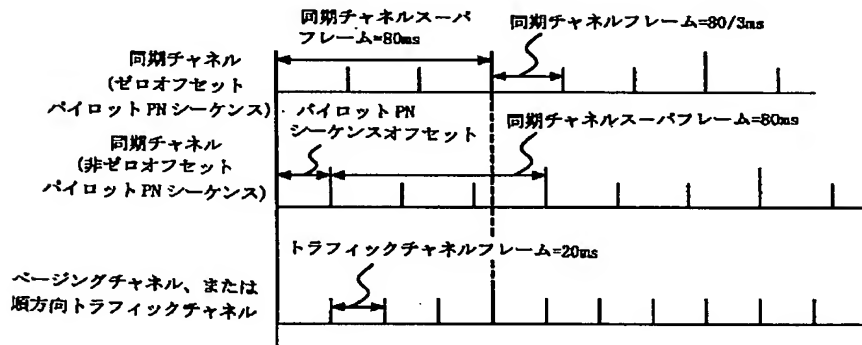 同期チャネルスーパ
フレーム=80ms
同期チャネルフレーム=80/3ms
同期チャネル
(ゼロオフセット
パイロットPNシーケンス)
パイロットPN
シーケンスオフセット
同期チャネルスーパフレーム=80ms
同期チャネル
(非ゼロオフセット
パイロットPNシーケンス)
トラフィックチャネルフレーム=20ms
ページングチャネル、または
順方向トラフィックチャネル